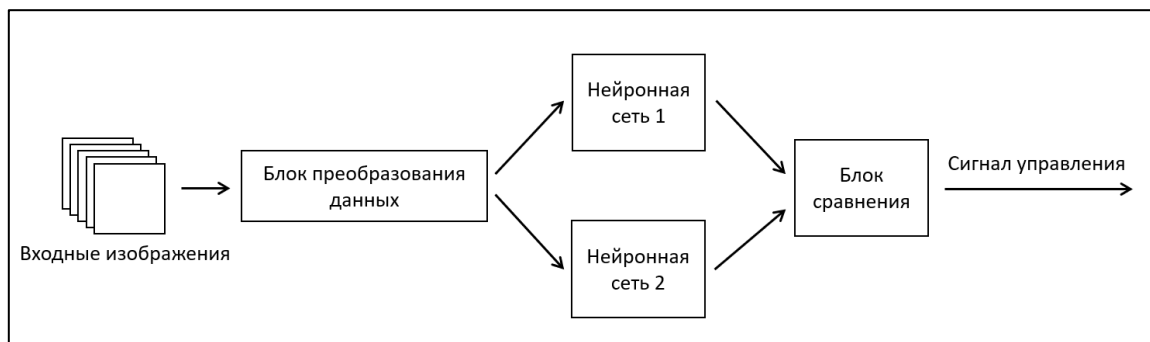 Входные изображения
Блок преобразования
данных
Нейронная
сеть 1
Нейронная
сеть 2
Блок
сравнения
Сигнал управления